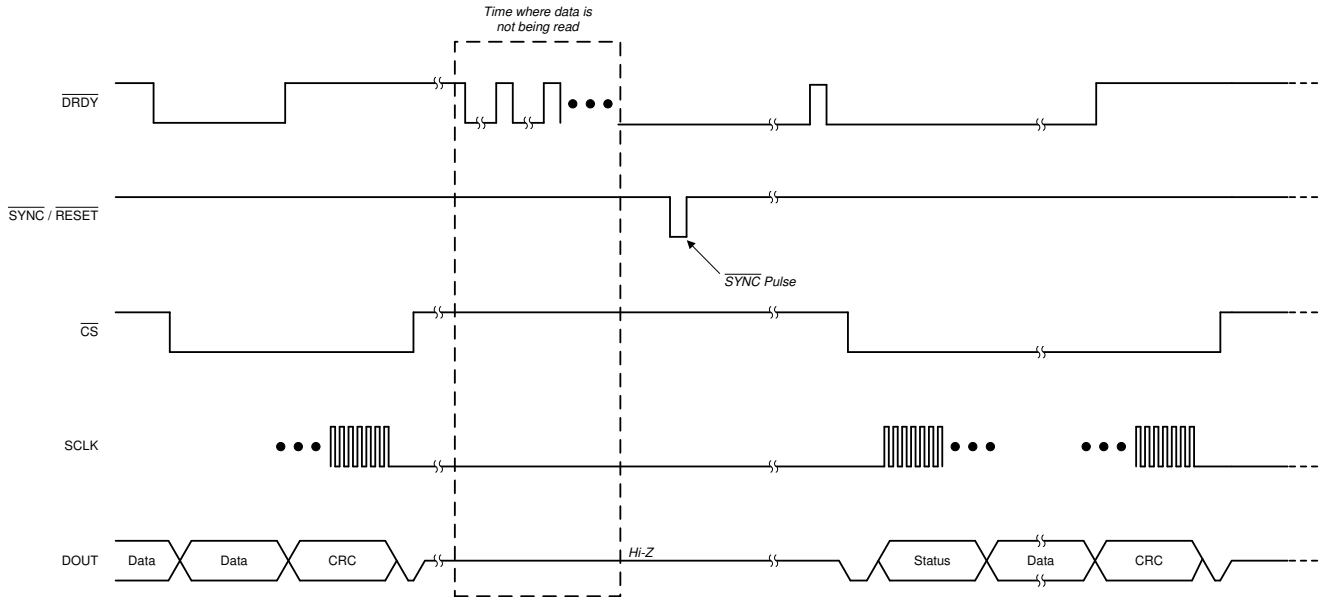 Time where data is
not being read
DRDY
SYNC / RESET
SYNC Pulse
CS
SCLK
DOUT
Data
Data
CRC
Hi-Z
Status
Data
CRC